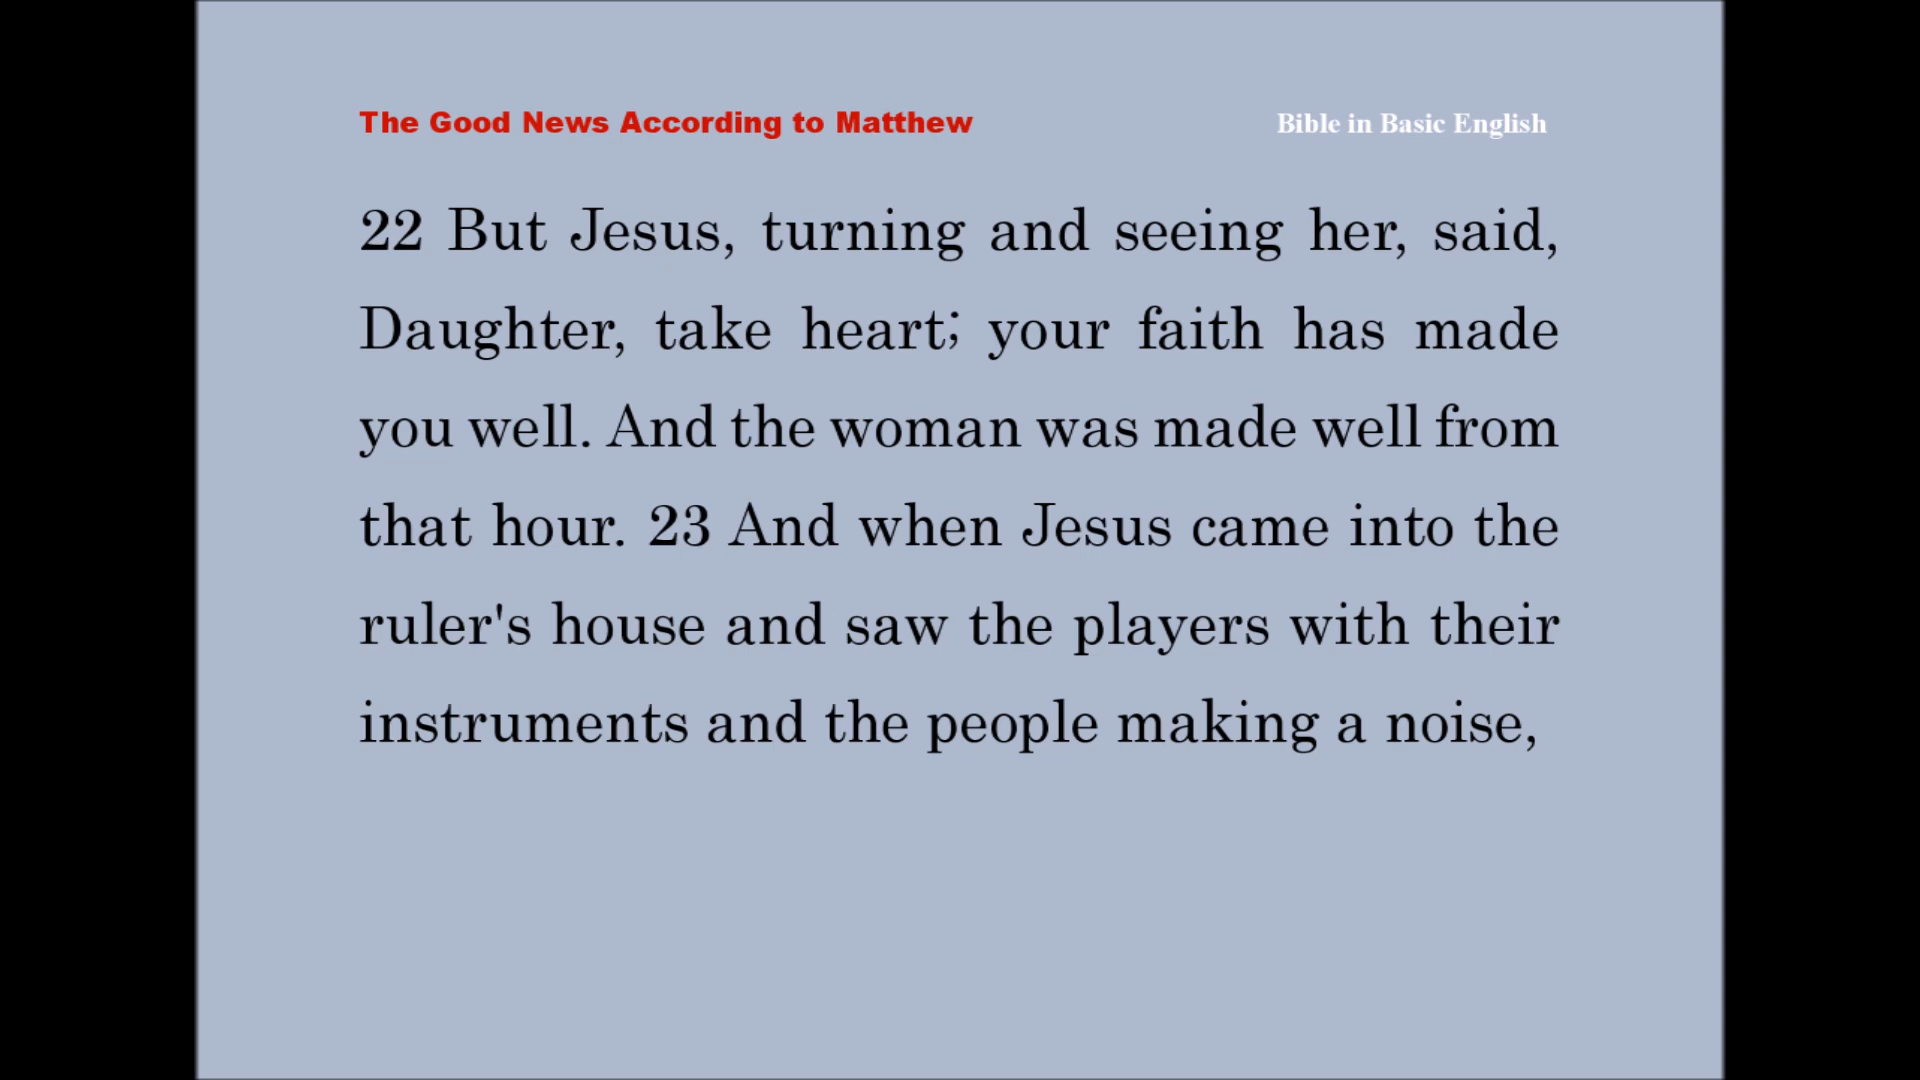 The Good News According to Matthew Bible in Basic English
22 But Jesus, turning and seeing her, said,
Daughter, take heart; your faith has made
you well. And the woman was made well from
that hour. 23 And when Jesus came into the
ruler's house and saw the players with their
instruments and the people making a noise,